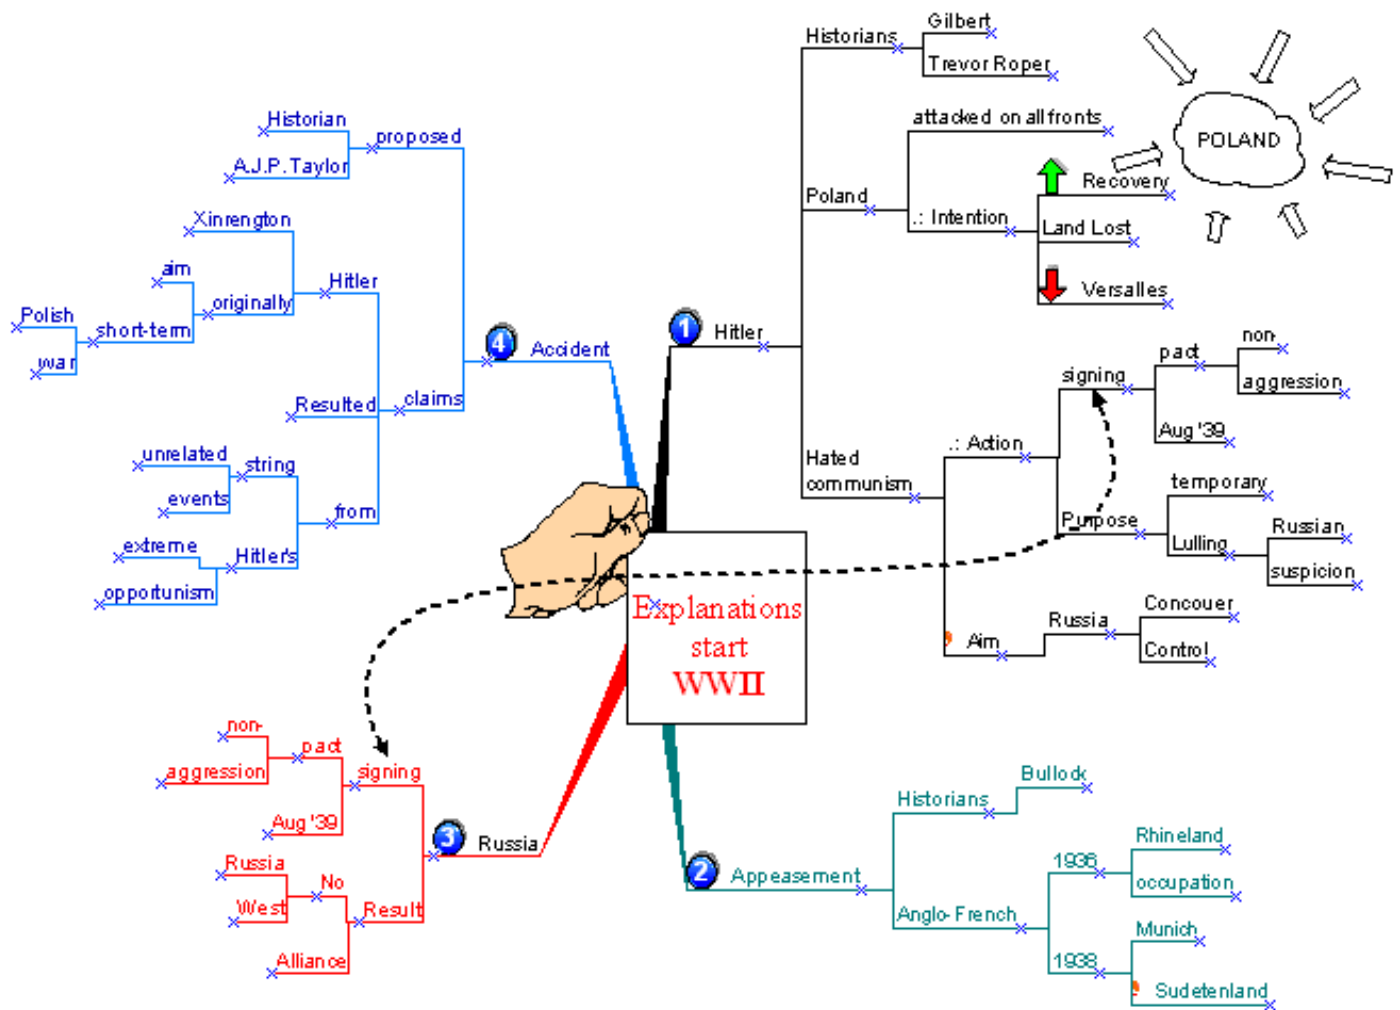 Explanations
start
WWII
1
Hitler
Historians
Gilbert
Trevor Roper
Poland
attacked on all fronts
.: Intention
Recovery
Land Lost
Versalles
POLAND
Hated
communism
.: Action
signing
pact
non-
aggression
Aug '39
Purpose
temporary
Lulling
Russian
suspicion
Aim
Russia
Concouer
Control
2
Appeasement
Historians
Bullock
Anglo-French
1936
Rhineland
occupation
1938
Munich
Sudetenland
3
Russia
signing
pact
non-
aggression
Aug '39
Result
No
Russia
West
Alliance
4
Accident
proposed
Historian
A.J.P. Taylor
claims
Hitler
Xinrengton
originally
aim
short-term
Polish
war
Resulted
from
string
unrelated
events
Hitler's
extreme
opportunism